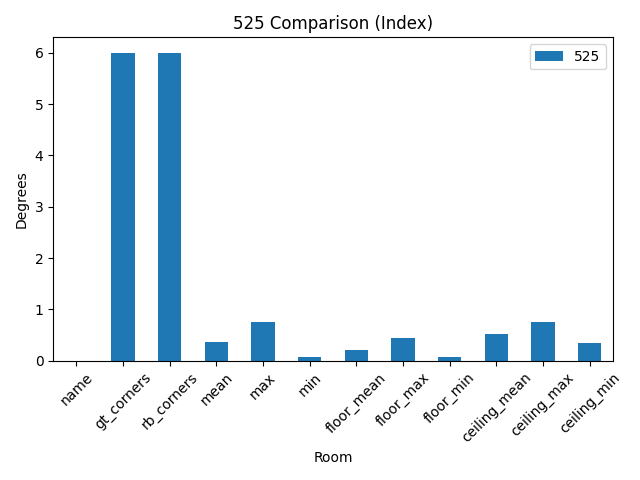 525 Comparison (Index)
525
Degrees
6
5
4
3
2
1
0
name
gt_corners
rb_corners
mean
max
min
floor_mean
floor_max
floor_min
ceiling_mean
ceiling_max
ceiling_min
Room